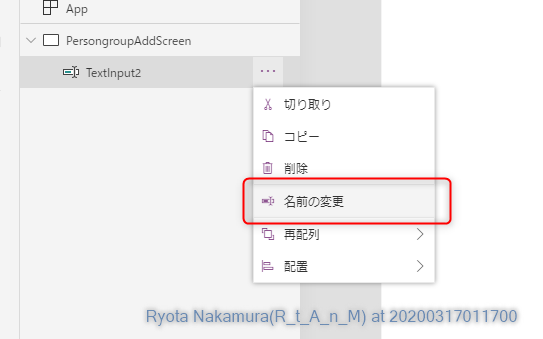 App
PersongroupAddScreen
TextInput2
切り取り
コピー
削除
名前の変更
再配列
配置
Ryota Nakamura(R_t_A_n_M) at 20200317011700